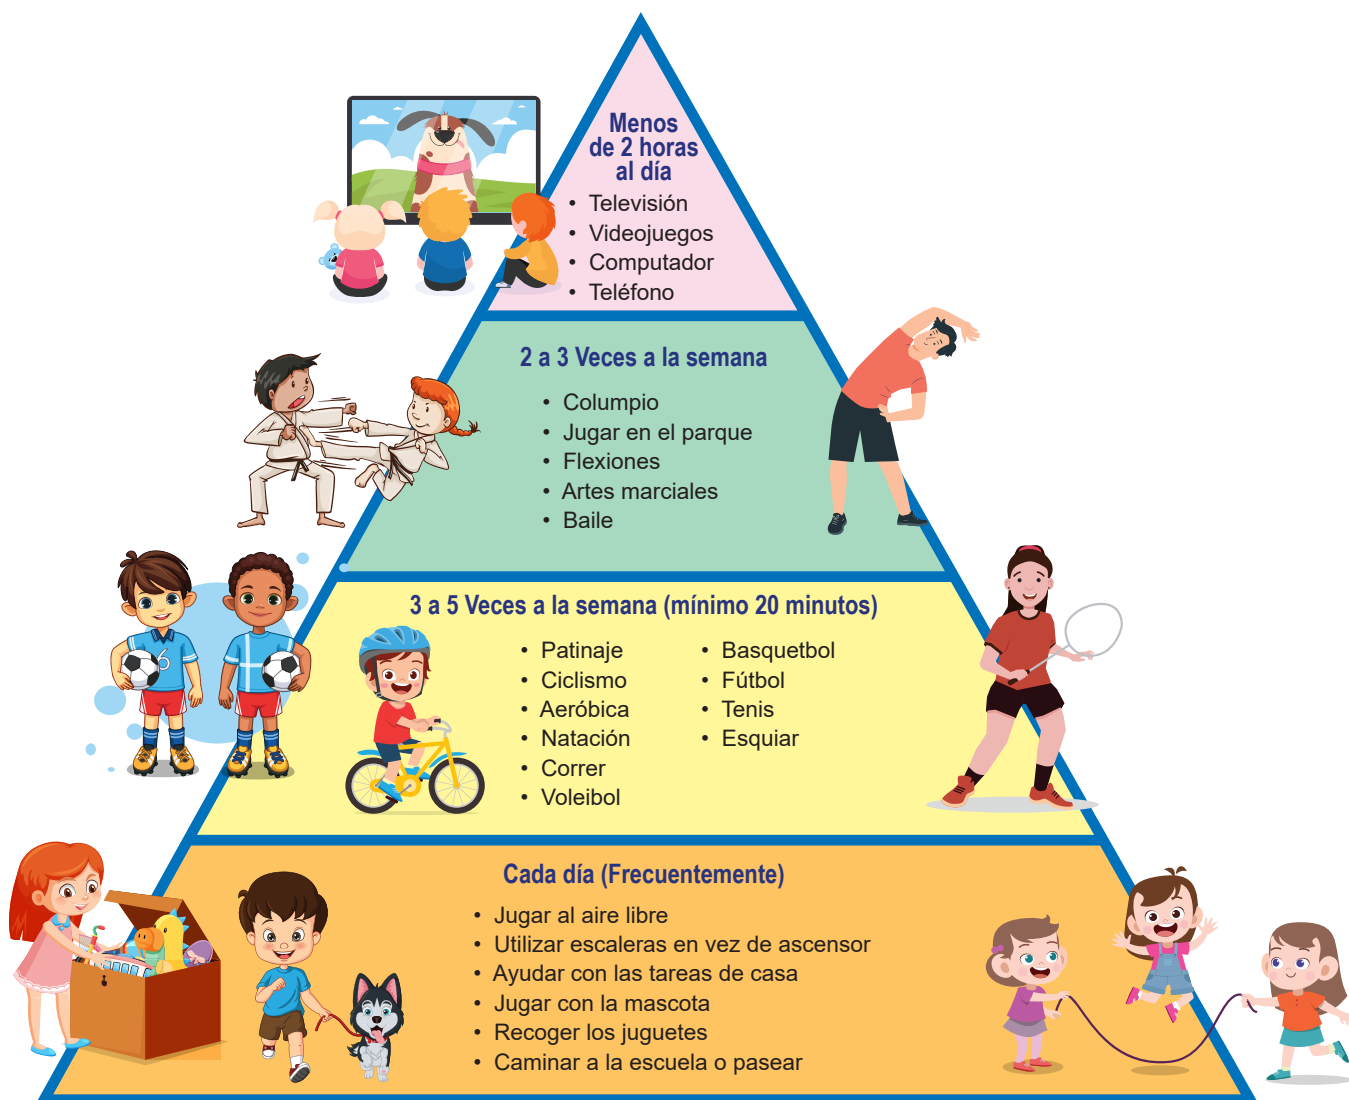 Menos
de 2 horas
al día
• Televisión
• Videojuegos
• Computador
• Teléfono
2 a 3 Veces a la semana
• Columpio
• Jugar en el parque
• Flexiones
• Artes marciales
• Baile
3 a 5 Veces a la semana (mínimo 20 minutos)
• Patinaje
• Ciclismo
• Aeróbica
• Natación
• Correr
• Voleibol
• Basquetbol
• Fútbol
• Tenis
• Esquiar
6
Cada día (Frecuentemente)
• Jugar al aire libre
• Utilizar escaleras en vez de ascensor
• Ayudar con las tareas de casa
• Jugar con la mascota
• Recoger los juguetes
• Caminar a la escuela o pasear